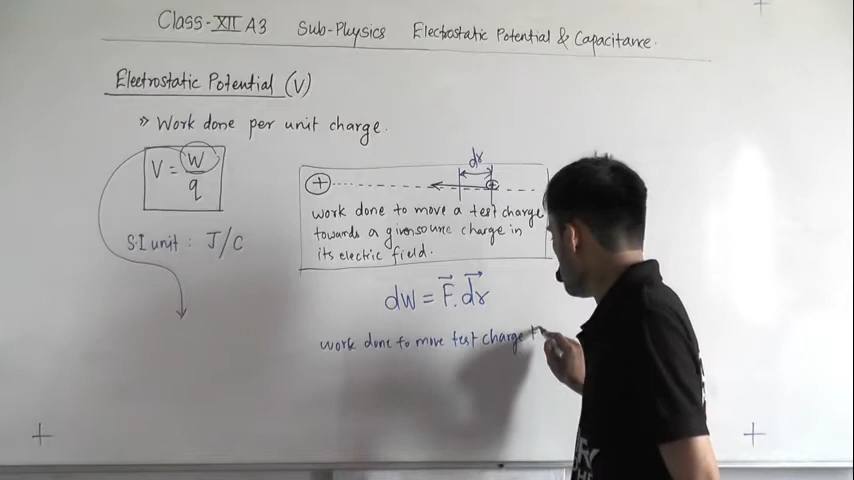 Class-XII A3 Sub-Physics Electrostatic Potential & Capacitance.
Electrostatic Potential (V)
» Work done per unit charge.
V = W/q
S.I unit : J/C
dr
+
+
work done to move a test charge
towards a given source charge in
its electric field.
dW = F⃗.dr⃗
work done to move test charge t